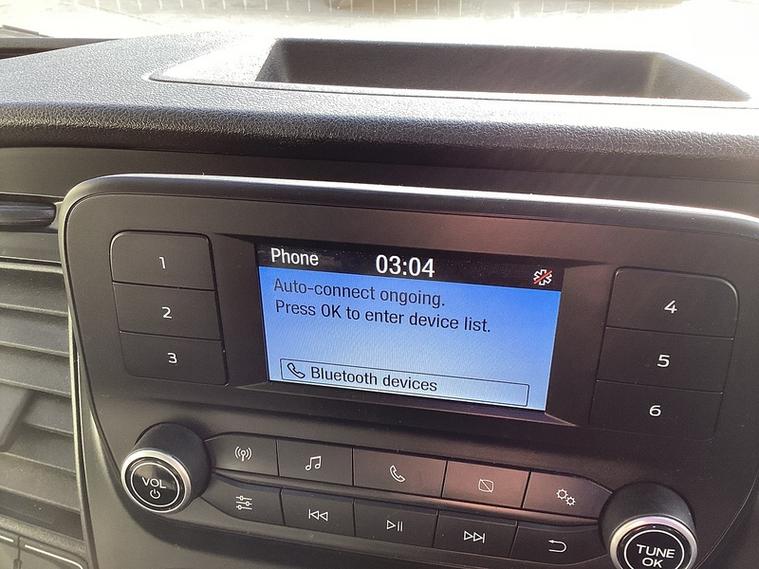 Phone 03:04
Auto-connect ongoing.
Press OK to enter device list.
Bluetooth devices
1
2
3
4
5
6
VOL
TUNE
OK